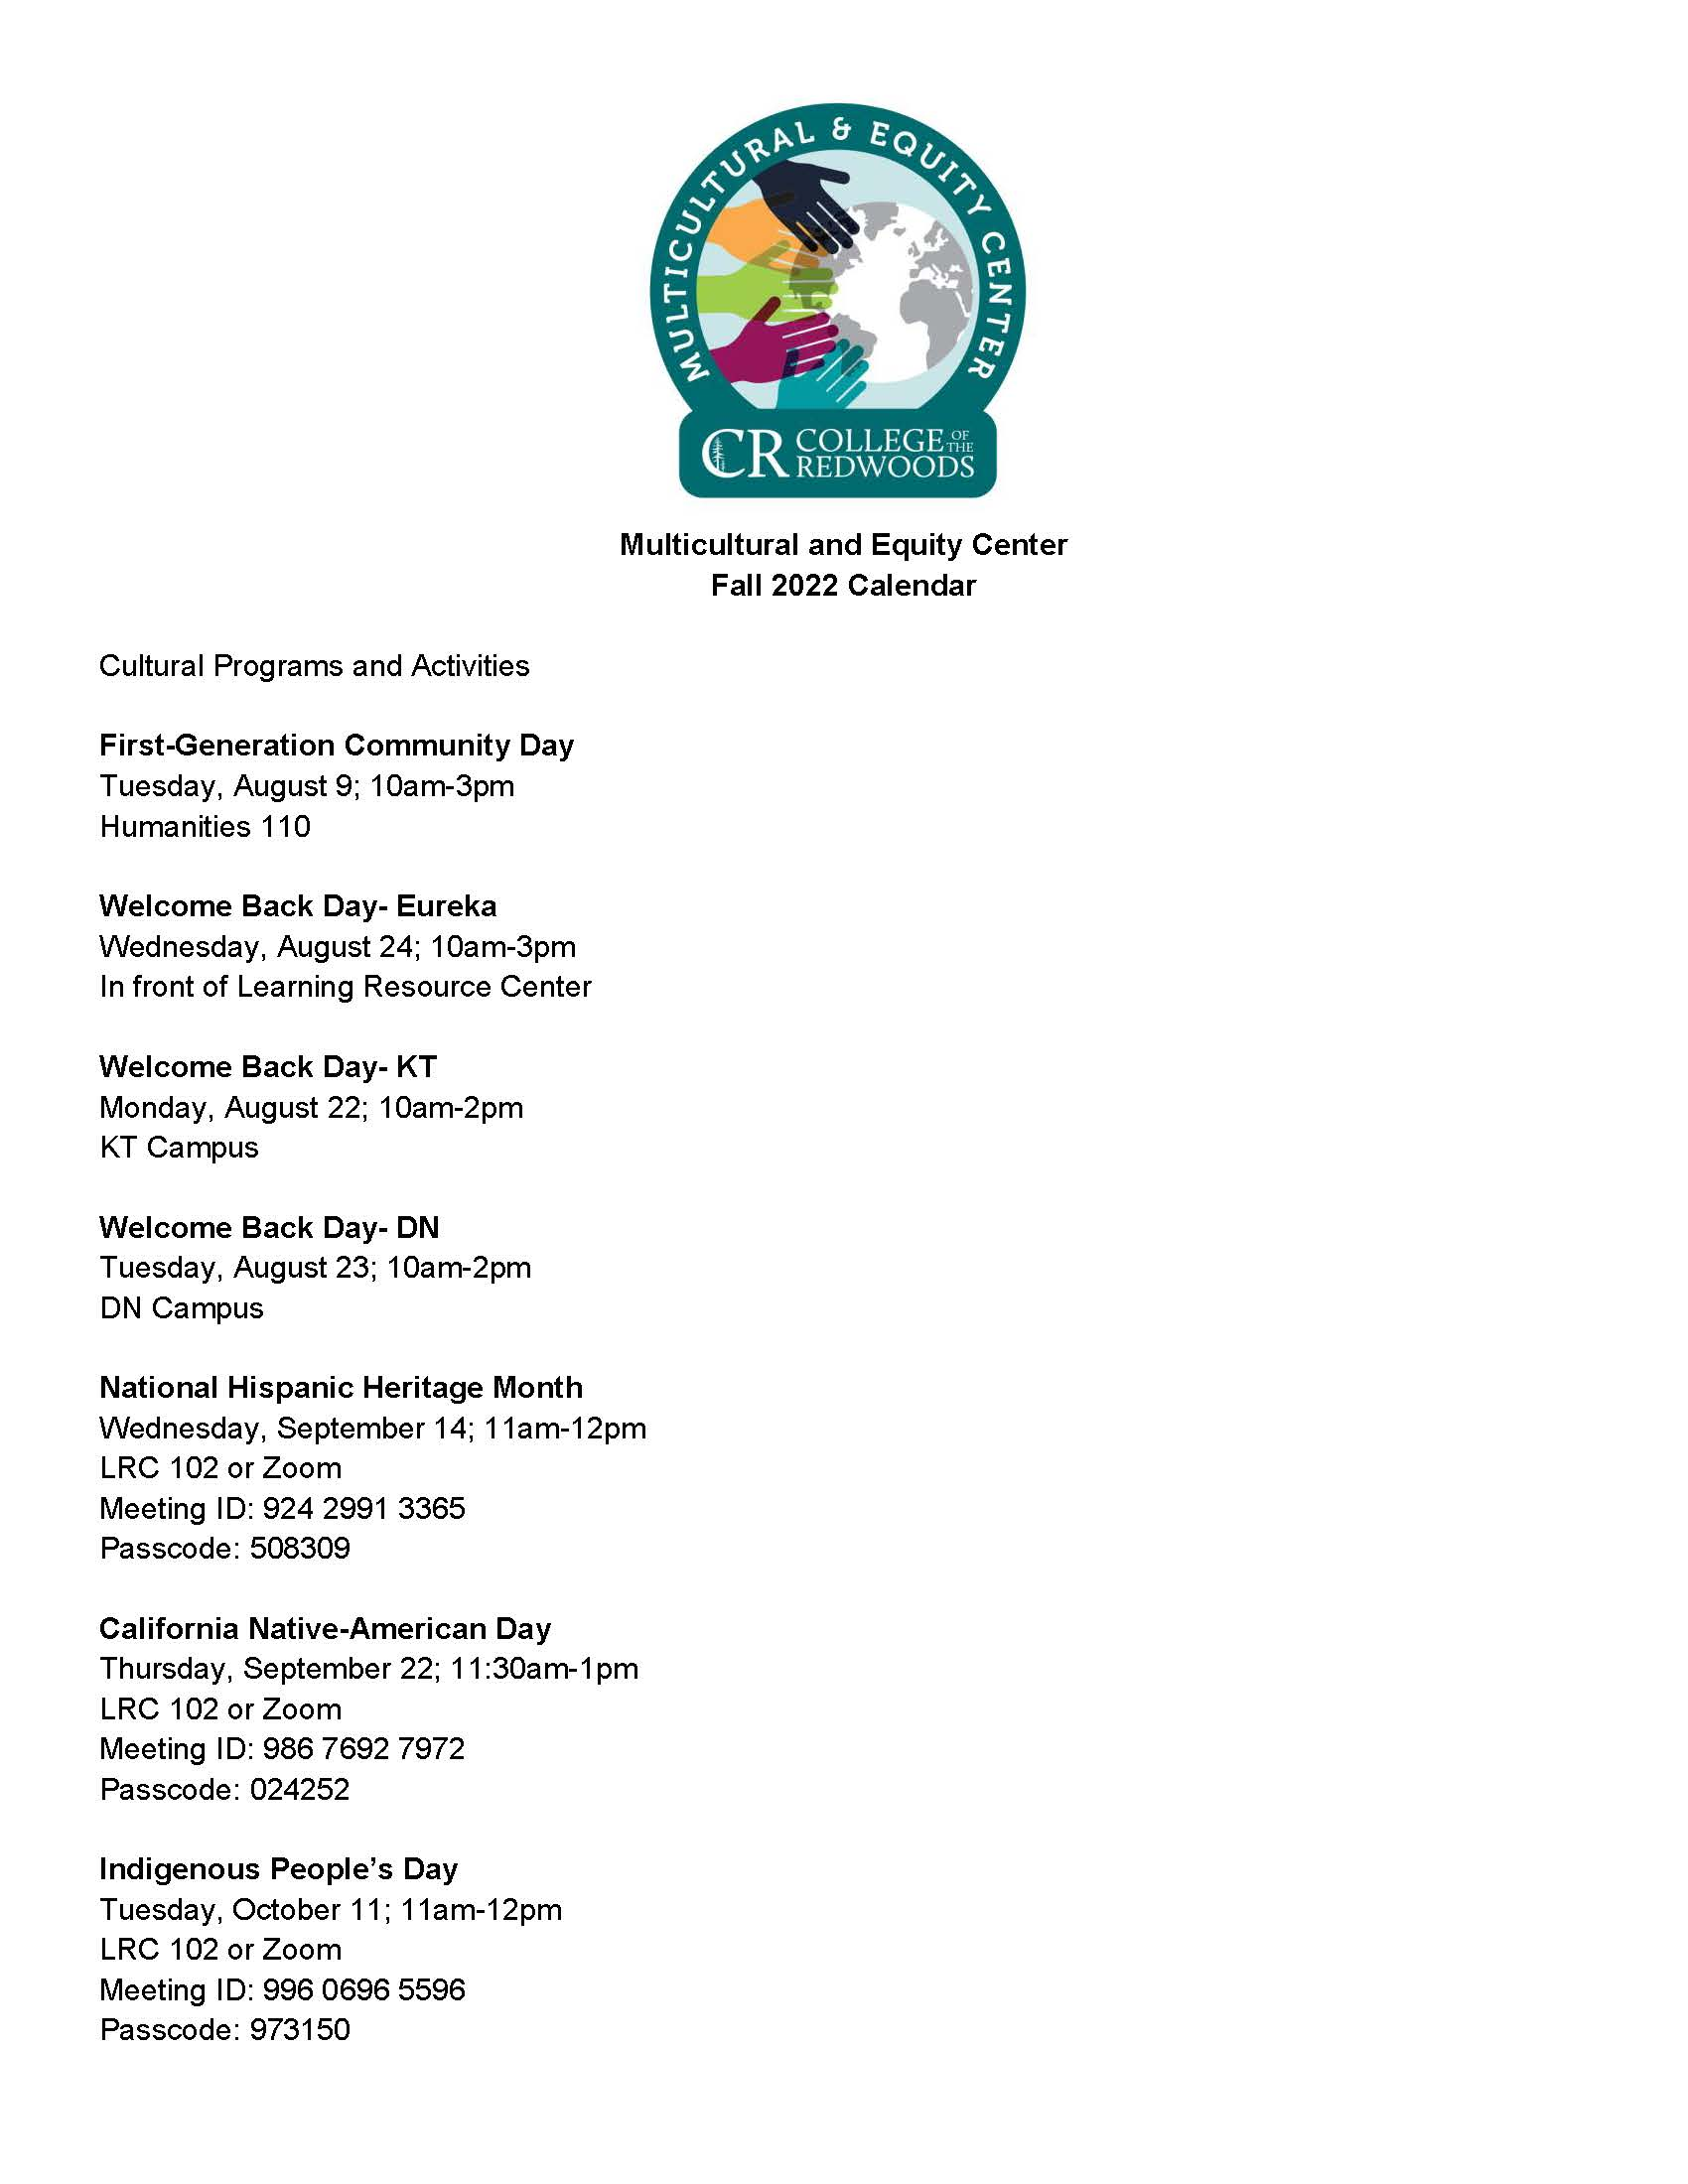 MULTICULTURAL & EQUITY CENTER
CR COLLEGE OF THE
REDWOODS
Multicultural and Equity Center
Fall 2022 Calendar
Cultural Programs and Activities
First-Generation Community Day
Tuesday, August 9; 10am-3pm
Humanities 110
Welcome Back Day- Eureka
Wednesday, August 24; 10am-3pm
In front of Learning Resource Center
Welcome Back Day- KT
Monday, August 22; 10am-2pm
KT Campus
Welcome Back Day- DN
Tuesday, August 23; 10am-2pm
DN Campus
National Hispanic Heritage Month
Wednesday, September 14; 11am-12pm
LRC 102 or Zoom
Meeting ID: 924 2991 3365
Passcode: 508309
California Native-American Day
Thursday, September 22; 11:30am-1pm
LRC 102 or Zoom
Meeting ID: 986 7692 7972
Passcode: 024252
Indigenous People’s Day
Tuesday, October 11; 11am-12pm
LRC 102 or Zoom
Meeting ID: 996 0696 5596
Passcode: 973150